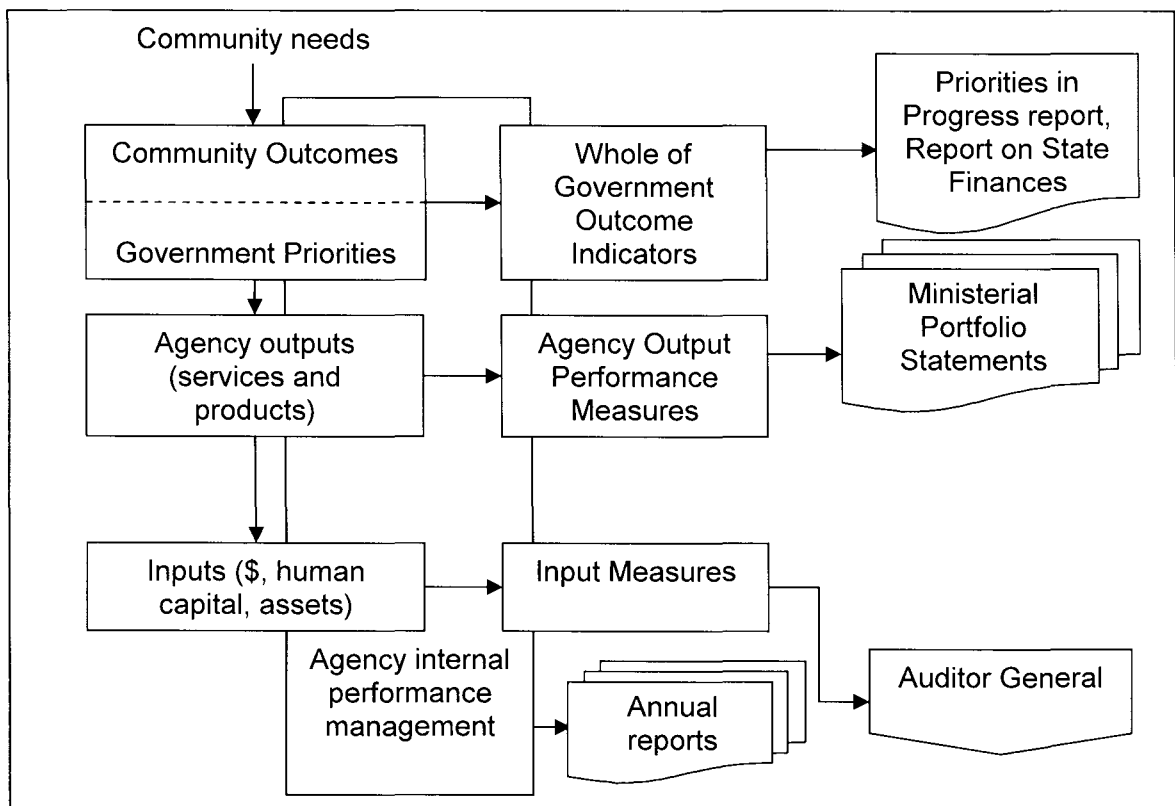 Community needs
Community Outcomes
Government Priorities
Whole of
Government
Outcome
Indicators
Priorities in
Progress report,
Report on State
Finances
Agency outputs
(services and
products)
Agency Output
Performance
Measures
Ministerial
Portfolio
Statements
Inputs ($, human
capital, assets)
Input Measures
Agency internal
performance
management
Annual
reports
Auditor General